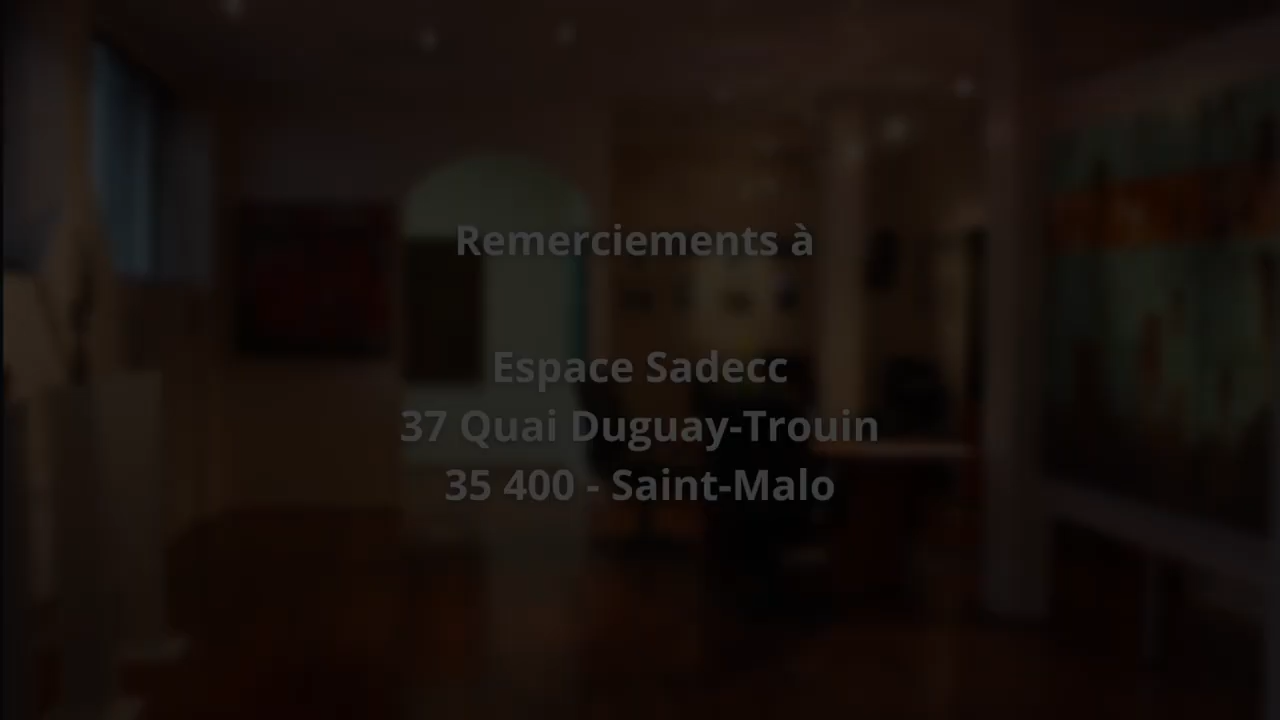 Remerciements à
Espace Sadecc
37 Quai Duguay-Trouin
35 400 - Saint-Malo